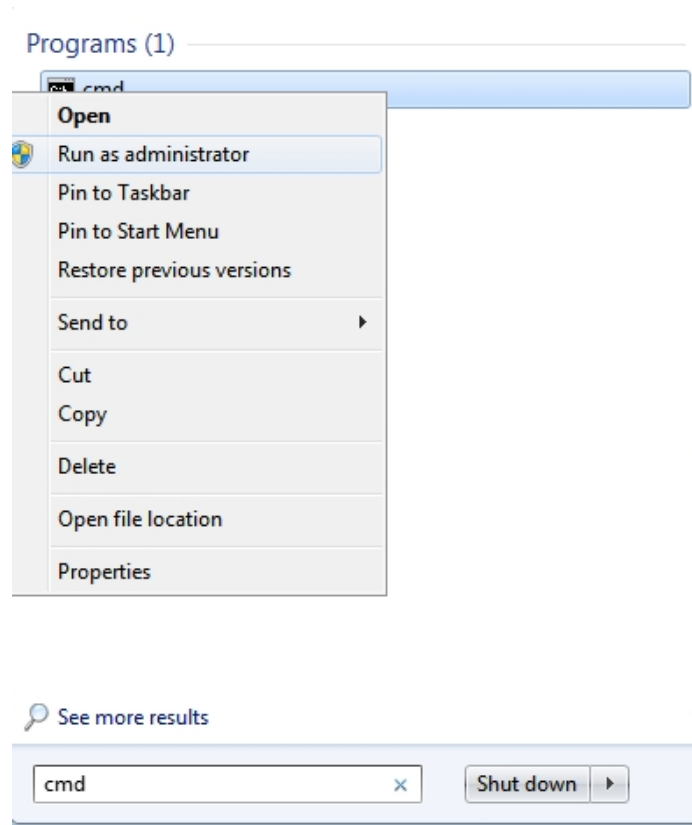 Programs (1)
cmd
Open
Run as administrator
Pin to Taskbar
Pin to Start Menu
Restore previous versions
Send to
Cut
Copy
Delete
Open file location
Properties
See more results
cmd
Shut down